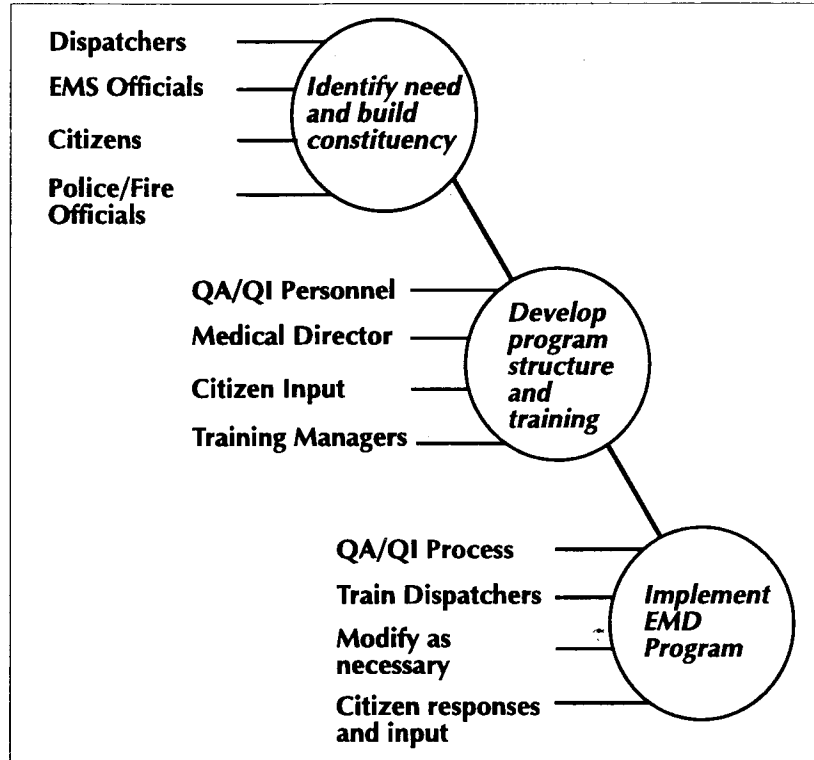 Dispatchers
EMS Officials
Citizens
Police/Fire
Officials
Identify need
and build
constituency
QA/QI Personnel
Medical Director
Citizen Input
Training Managers
Develop
program
structure
and
training
QA/QI Process
Train Dispatchers
Modify as
necessary
Citizen responses
and input
Implement
EMD
Program